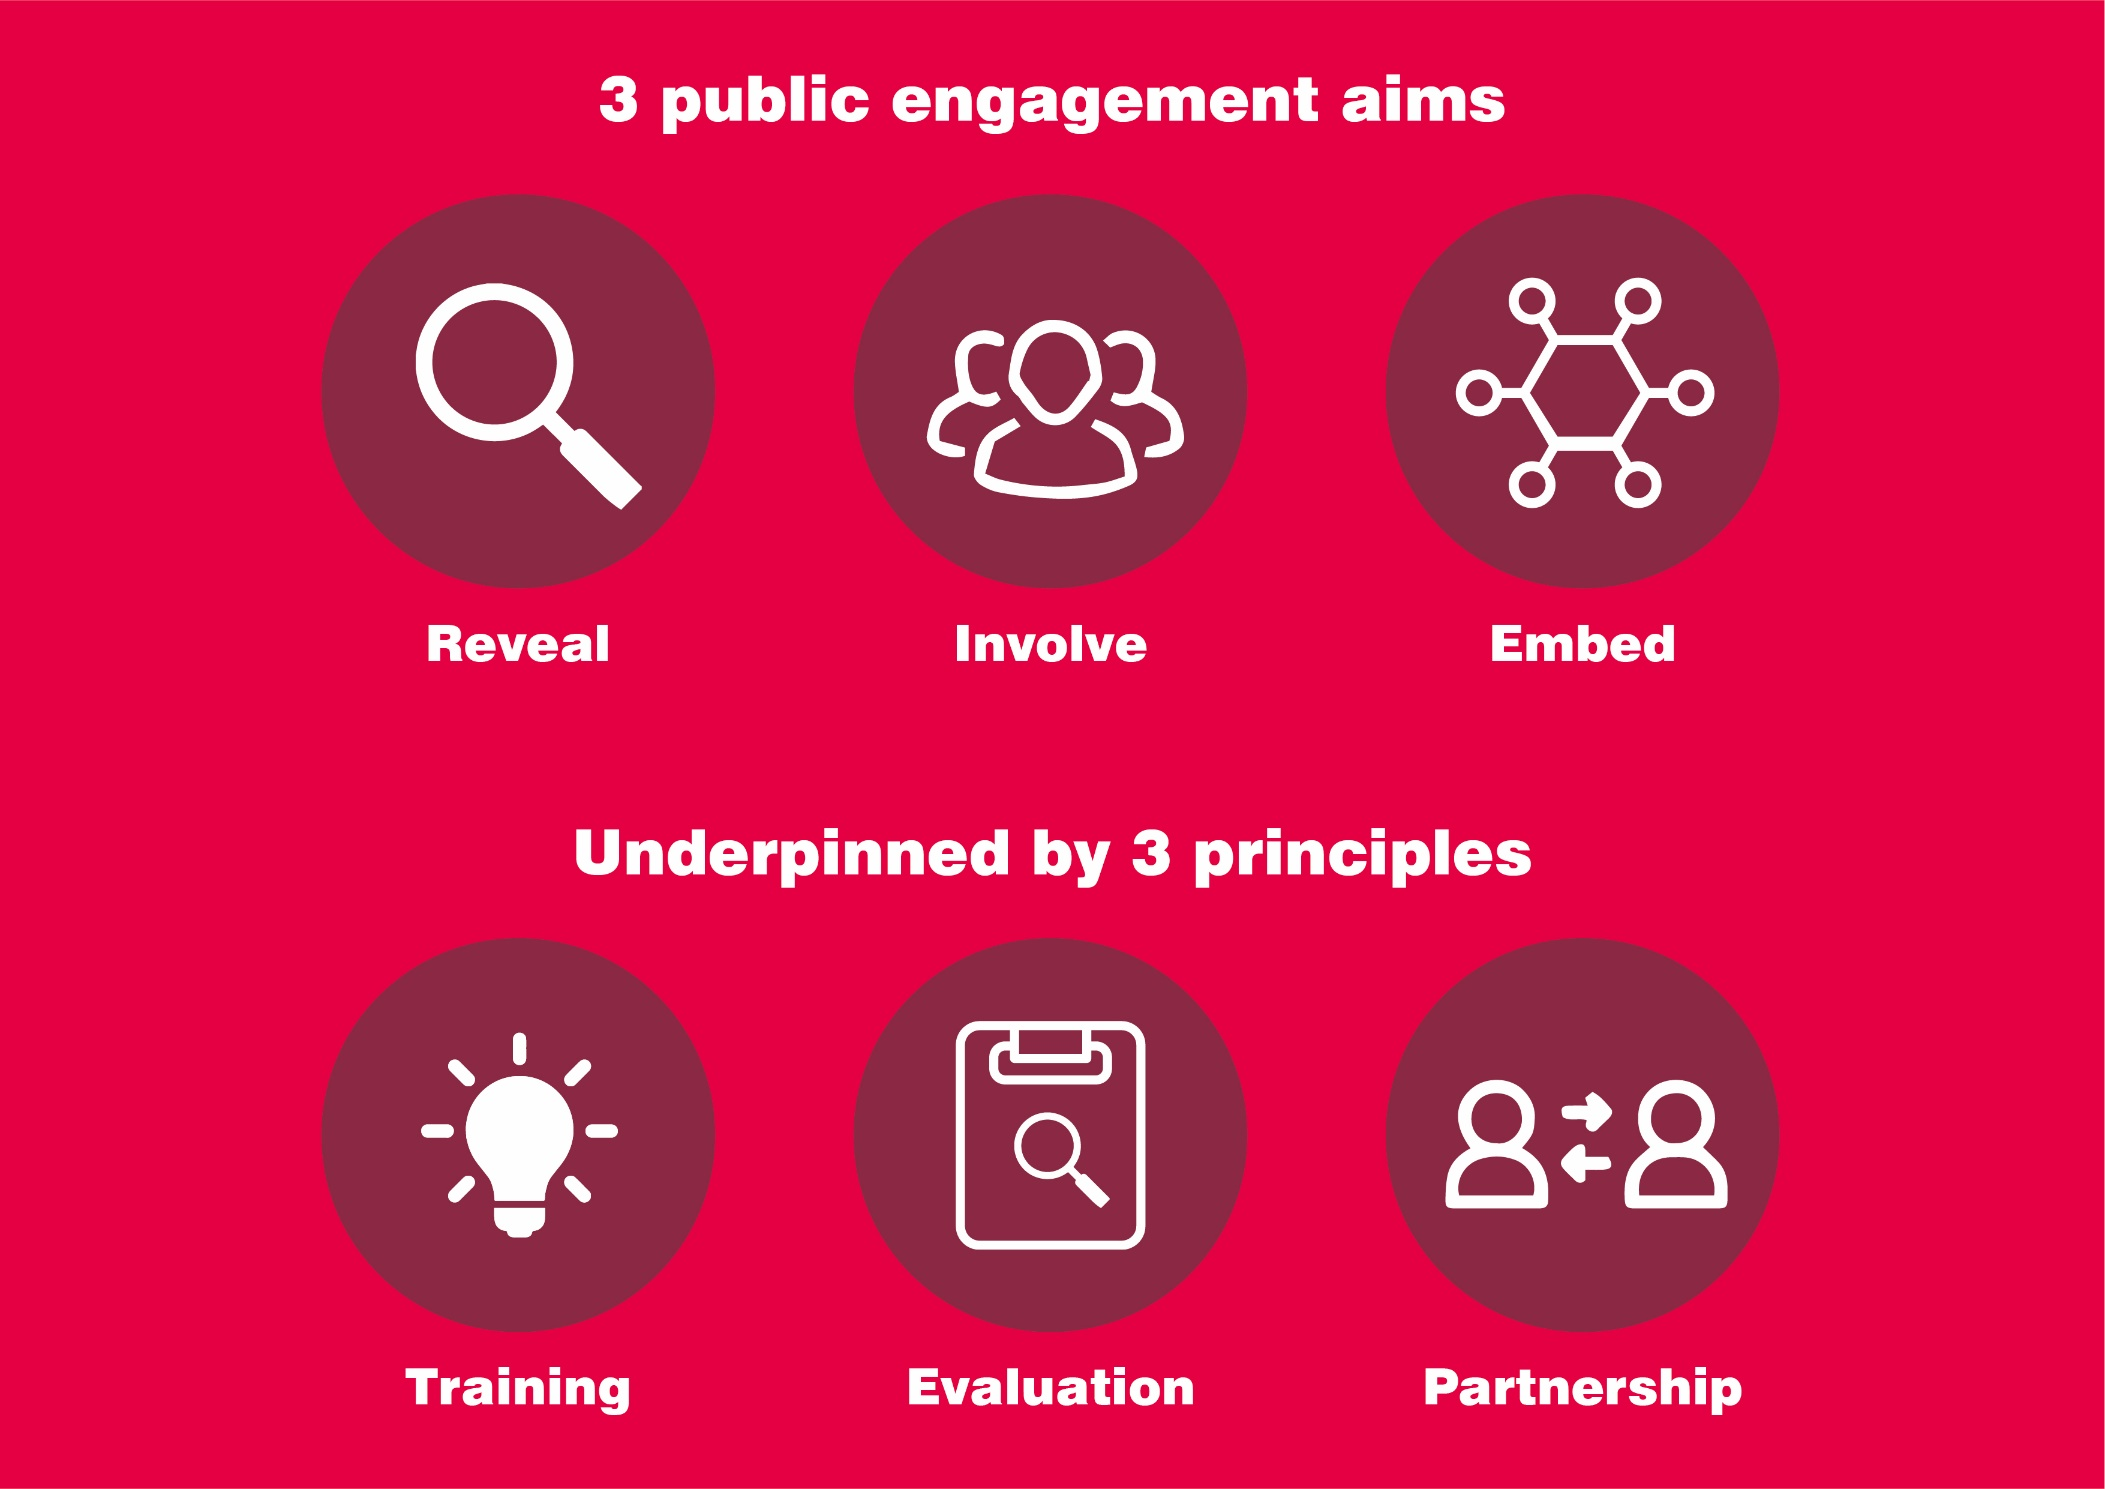 3 public engagement aims
Reveal
Involve
Embed
Underpinned by 3 principles
Training
Evaluation
Partnership